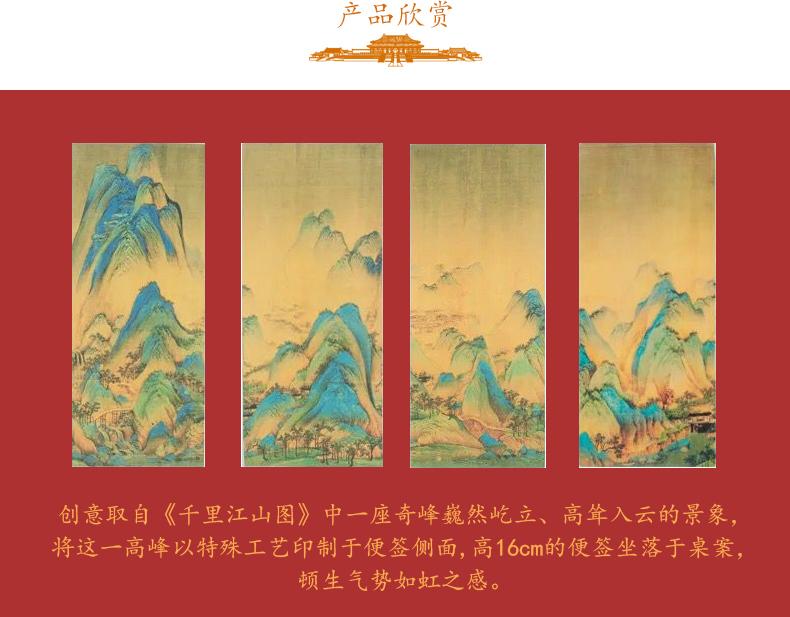 产品欣赏
创意取自《千里江山图》中一座奇峰巍然屹立、高耸入云的景象，
将这一高峰以特殊工艺印制于便签侧面，高16cm的便签坐落于桌案，
顿生气势如虹之感。